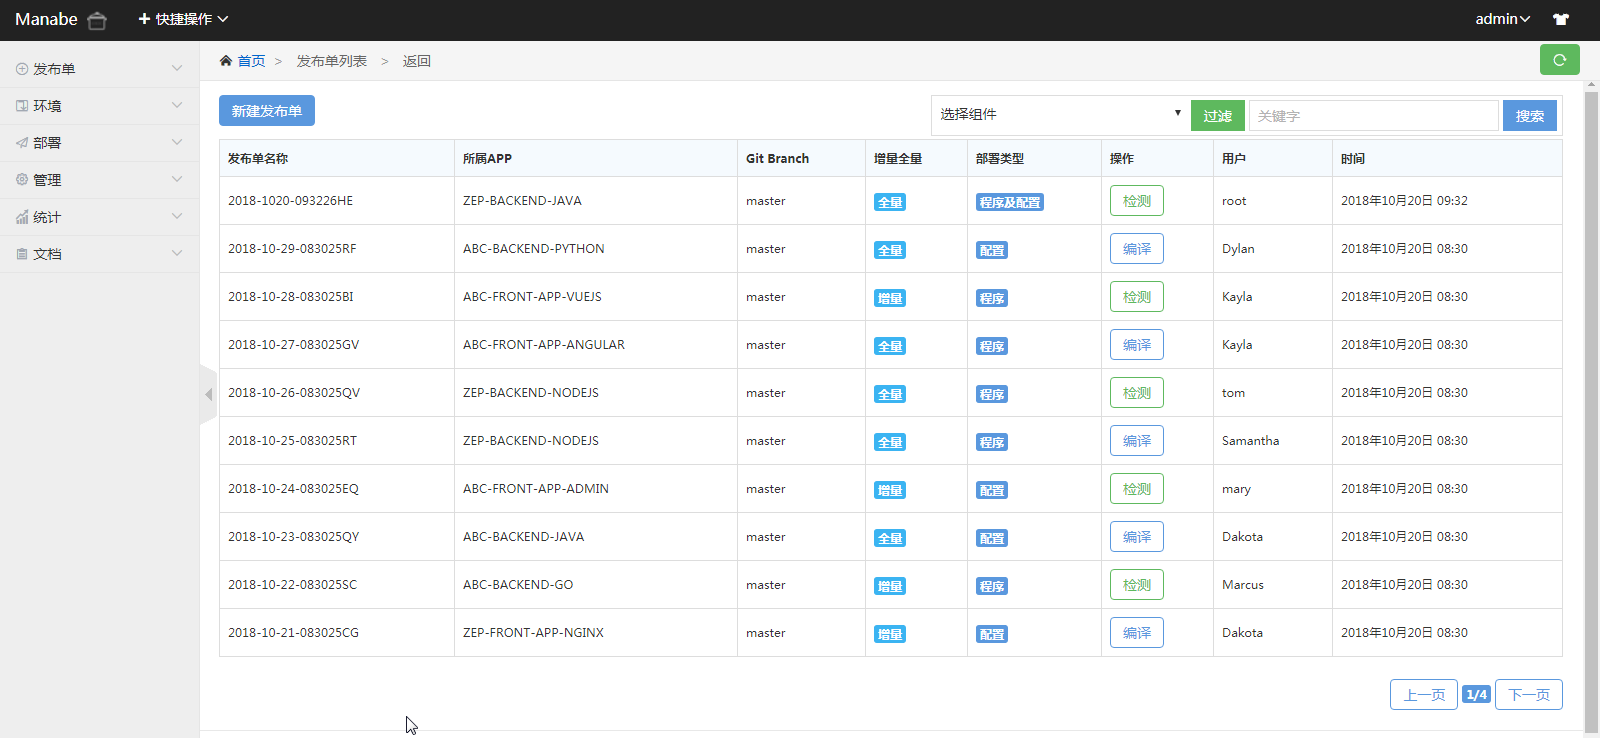 Manabe 快捷操作 admin
发布单
环境
部署
管理
统计
文档
首页 > 发布单列表 > 返回
新建发布单 选择组件 过滤 关键字 搜索
发布单名称 所属APP Git Branch 增量全量 部署类型 操作 用户 时间
2018-1020-093226HE ZEP-BACKEND-JAVA master 全量 程序及配置 检测 root 2018年10月20日 09:32
2018-10-29-083025RF ABC-BACKEND-PYTHON master 全量 配置 编译 Dylan 2018年10月20日 08:30
2018-10-28-083025BI ABC-FRONT-APP-VUEJS master 增量 程序 检测 Kayla 2018年10月20日 08:30
2018-10-27-083025GV ABC-FRONT-APP-ANGULAR master 全量 程序 编译 Kayla 2018年10月20日 08:30
2018-10-26-083025QV ZEP-BACKEND-NODEJS master 全量 程序 检测 tom 2018年10月20日 08:30
2018-10-25-083025RT ZEP-BACKEND-NODEJS master 全量 程序 编译 Samantha 2018年10月20日 08:30
2018-10-24-083025EQ ABC-FRONT-APP-ADMIN master 增量 配置 检测 mary 2018年10月20日 08:30
2018-10-23-083025QY ABC-BACKEND-JAVA master 全量 配置 编译 Dakota 2018年10月20日 08:30
2018-10-22-083025SC ABC-BACKEND-GO master 增量 程序 检测 Marcus 2018年10月20日 08:30
2018-10-21-083025CG ZEP-FRONT-APP-NGINX master 增量 配置 编译 Dakota 2018年10月20日 08:30
上一页 1/4 下一页